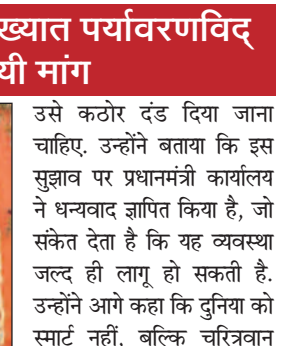 ख्यात पर्यावरणविद्
यी मांग
उसे कठोर दंड दिया जाना
चाहिए. उन्होंने बताया कि इस
सुझाव पर प्रधानमंत्री कार्यालय
ने धन्यवाद ज्ञापित किया है, जो
संकेत देता है कि यह व्यवस्था
जल्द ही लागू हो सकती है.
उन्होंने आगे कहा कि दुनिया को
स्मार्ट नहीं, बल्कि चरित्रवान